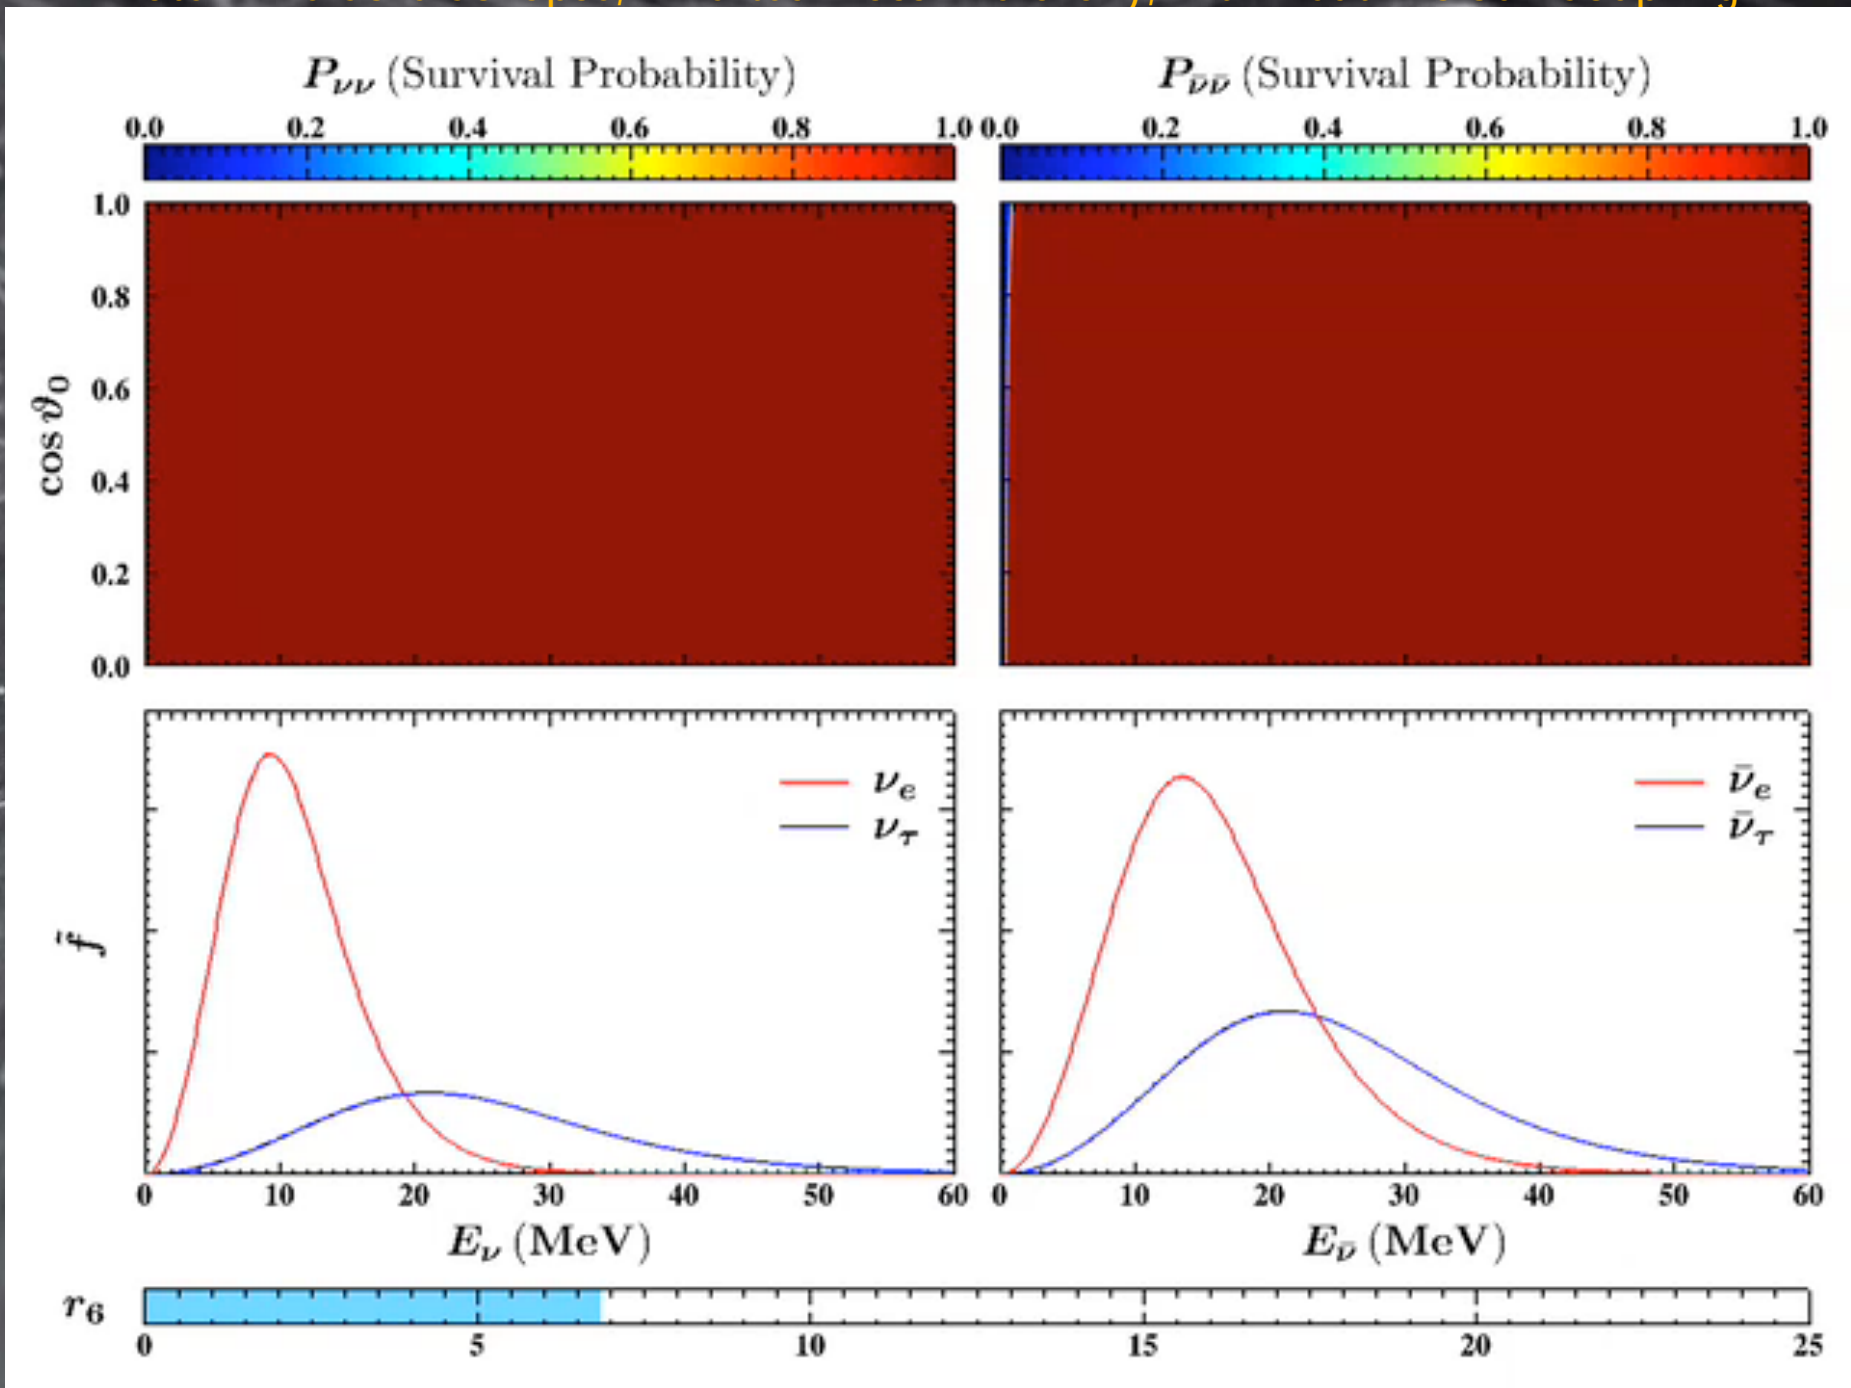 P_νν (Survival Probability) P_ν̄ν̄ (Survival Probability)
0.0 0.2 0.4 0.6 0.8 1.0 0.0 0.2 0.4 0.6 0.8 1.0
1.0
0.8
0.6
0.4
0.2
0.0
cos ϑ₀
ν_e
ν_τ
ν̄_e
ν̄_τ
f̃
0 10 20 30 40 50 60 0 10 20 30 40 50 60
E_ν (MeV) E_ν̄ (MeV)
r₆
0 5 10 15 20 25